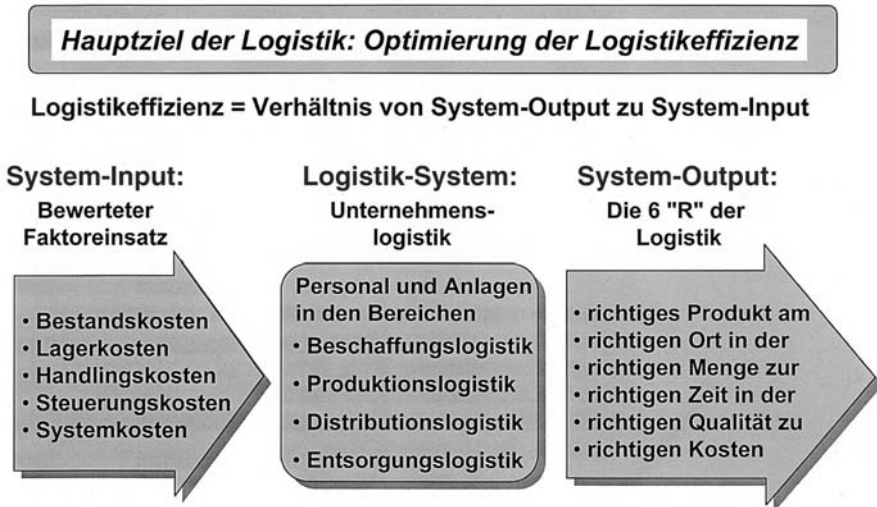 Hauptziel der Logistik: Optimierung der Logistikeffizienz
Logistikeffizienz = Verhältnis von System-Output zu System-Input
System-Input:
Bewerteter
Faktoreinsatz
• Bestandskosten
• Lagerkosten
• Handlingskosten
• Steuerungskosten
• Systemkosten
Logistik-System:
Unternehmens-
logistik
Personal und Anlagen
in den Bereichen
• Beschaffungslogistik
• Produktionslogistik
• Distributionslogistik
• Entsorgungslogistik
System-Output:
Die 6 "R" der
Logistik
• richtiges Produkt am
• richtigen Ort in der
• richtigen Menge zur
• richtigen Zeit in der
• richtigen Qualität zu
• richtigen Kosten